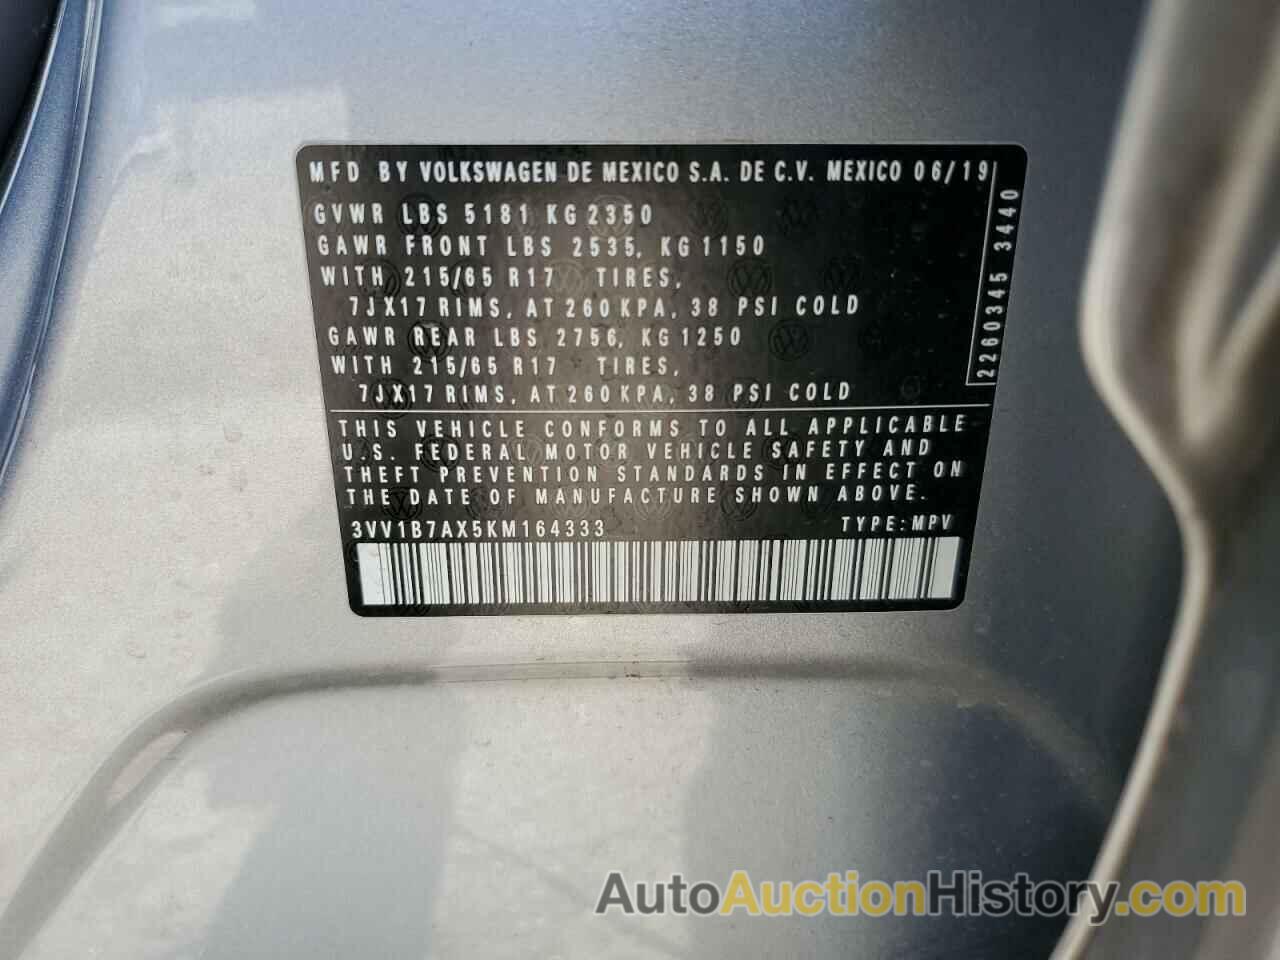 MFD BY VOLKSWAGEN DE MEXICO S.A. DE C.V. MEXICO 06/19
GVWR LBS 5181 KG 2350
GAWR FRONT LBS 2535, KG 1150
WITH 215/65 R17 TIRES,
7JX17 RIMS, AT 260 KPA, 38 PSI COLD
GAWR REAR LBS 2756, KG 1250
WITH 215/65 R17 TIRES,
7JX17 RIMS, AT 260 KPA, 38 PSI COLD
2260345 3440
THIS VEHICLE CONFORMS TO ALL APPLICABLE
U.S. FEDERAL MOTOR VEHICLE SAFETY AND
THEFT PREVENTION STANDARDS IN EFFECT ON
THE DATE OF MANUFACTURE SHOWN ABOVE.
3VV1B7AX5KM164333 TYPE:MPV
AutoAuctionHistory.com